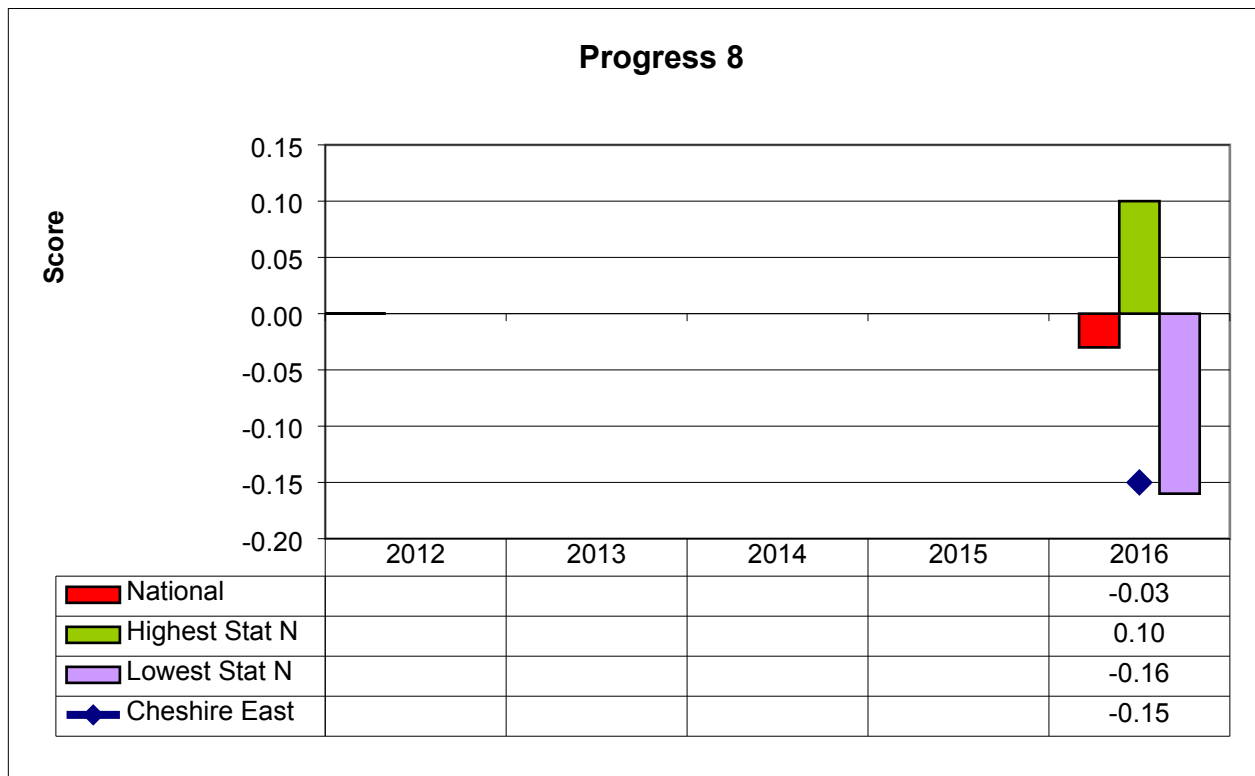 Progress 8
Score
0.15
0.10
0.05
0.00
-0.05
-0.10
-0.15
-0.20
2012 2013 2014 2015 2016
National -0.03
Highest Stat N 0.10
Lowest Stat N -0.16
Cheshire East -0.15